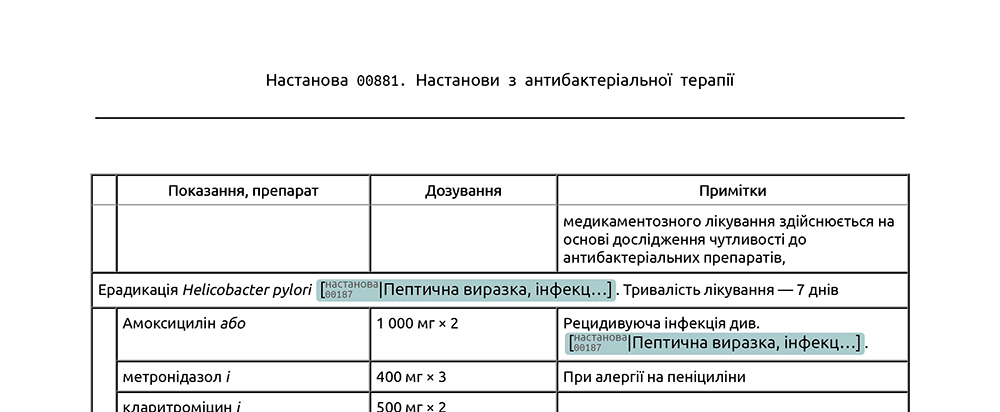 Настанова 00881. Настанови з антибактеріальної терапії
Показання, препарат Дозування Примітки
медикаментозного лікування здійснюється на
основі дослідження чутливості до
антибактеріальних препаратів,
Ерадикація Helicobacter pylori [настанова 00187|Пептична виразка, інфекц…]. Тривалість лікування — 7 днів
Амоксицилін або 1 000 мг × 2 Рецидивуюча інфекція див.
[настанова 00187|Пептична виразка, інфекц…].
метронідазол і 400 мг × 3 При алергії на пеніциліни
кларитроміцин і 500 мг × 2